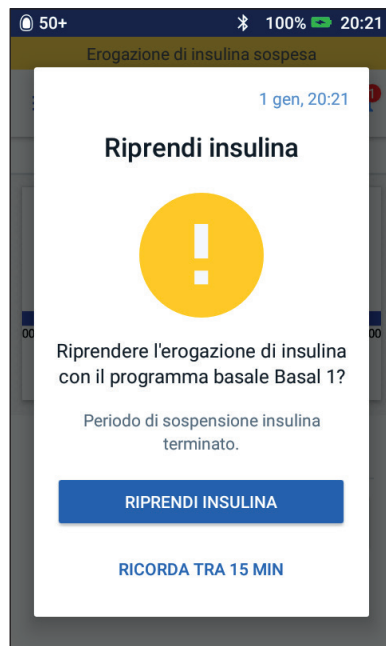 50+ 100% 20:21
Erogazione di insulina sospesa
1 gen, 20:21
Riprendi insulina
Riprendere l'erogazione di insulina
con il programma basale Basal 1?
Periodo di sospensione insulina
terminato.
RIPRENDI INSULINA
RICORDA TRA 15 MIN